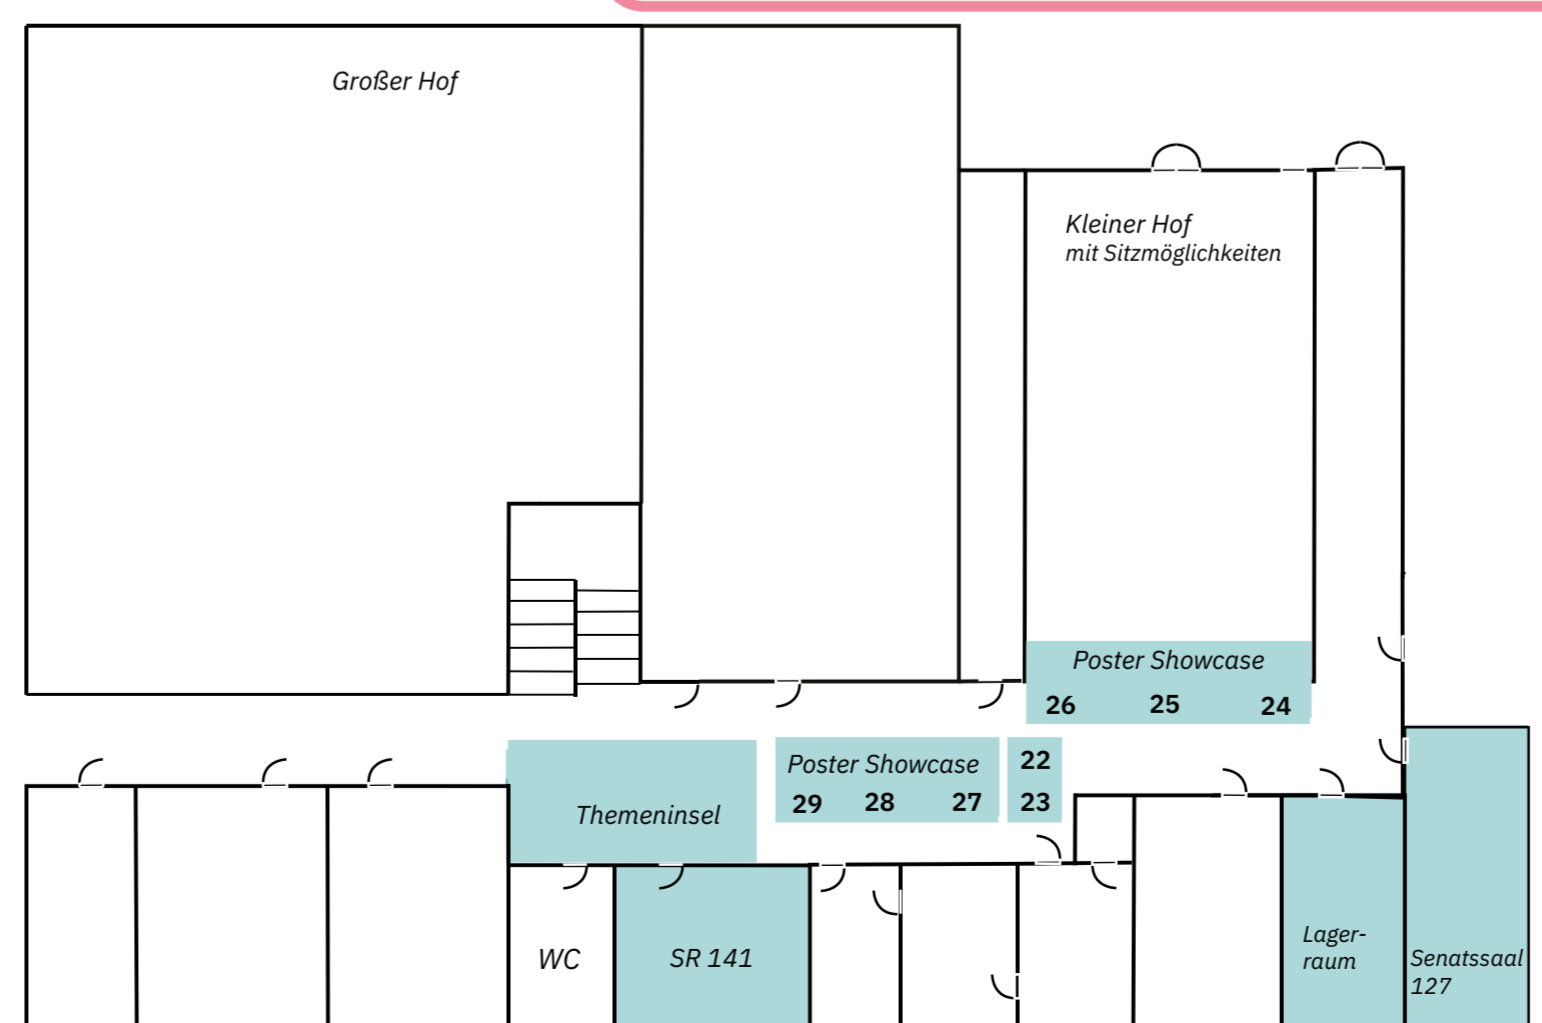 Großer Hof
Kleiner Hof
mit Sitzmöglichkeiten
Poster Showcase
26 25 24
Poster Showcase
29 28 27
22
23
Themeninsel
WC
SR 141
Lager-
raum
Senatssaal
127